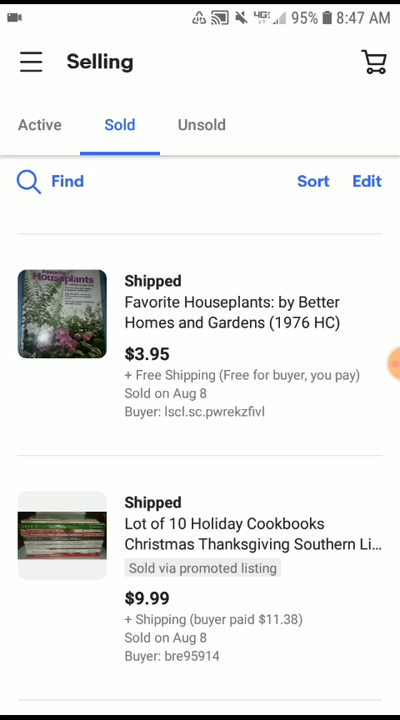 4G 95% 8:47 AM
Selling
Active Sold Unsold
Find Sort Edit
Favorite
Houseplants
Shipped
Favorite Houseplants: by Better
Homes and Gardens (1976 HC)
$3.95
+ Free Shipping (Free for buyer, you pay)
Sold on Aug 8
Buyer: lscl.sc.pwrekzfivl
Shipped
Lot of 10 Holiday Cookbooks
Christmas Thanksgiving Southern Li...
Sold via promoted listing
$9.99
+ Shipping (buyer paid $11.38)
Sold on Aug 8
Buyer: bre95914